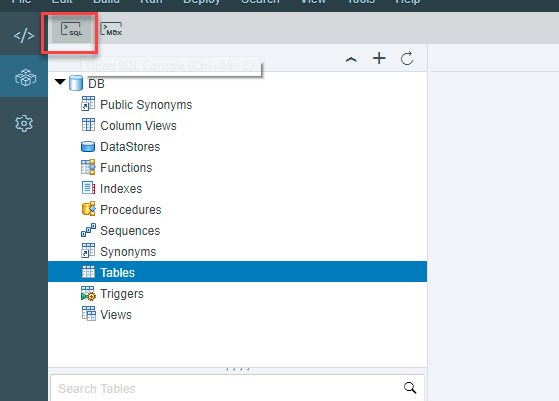 File Edit Build Run Deploy Search View Tools Help
SQL MDX
Open SQL Console (Ctrl+Alt+C)
DB
Public Synonyms
Column Views
DataStores
Functions
Indexes
Procedures
Sequences
Synonyms
Tables
Triggers
Views
Search Tables